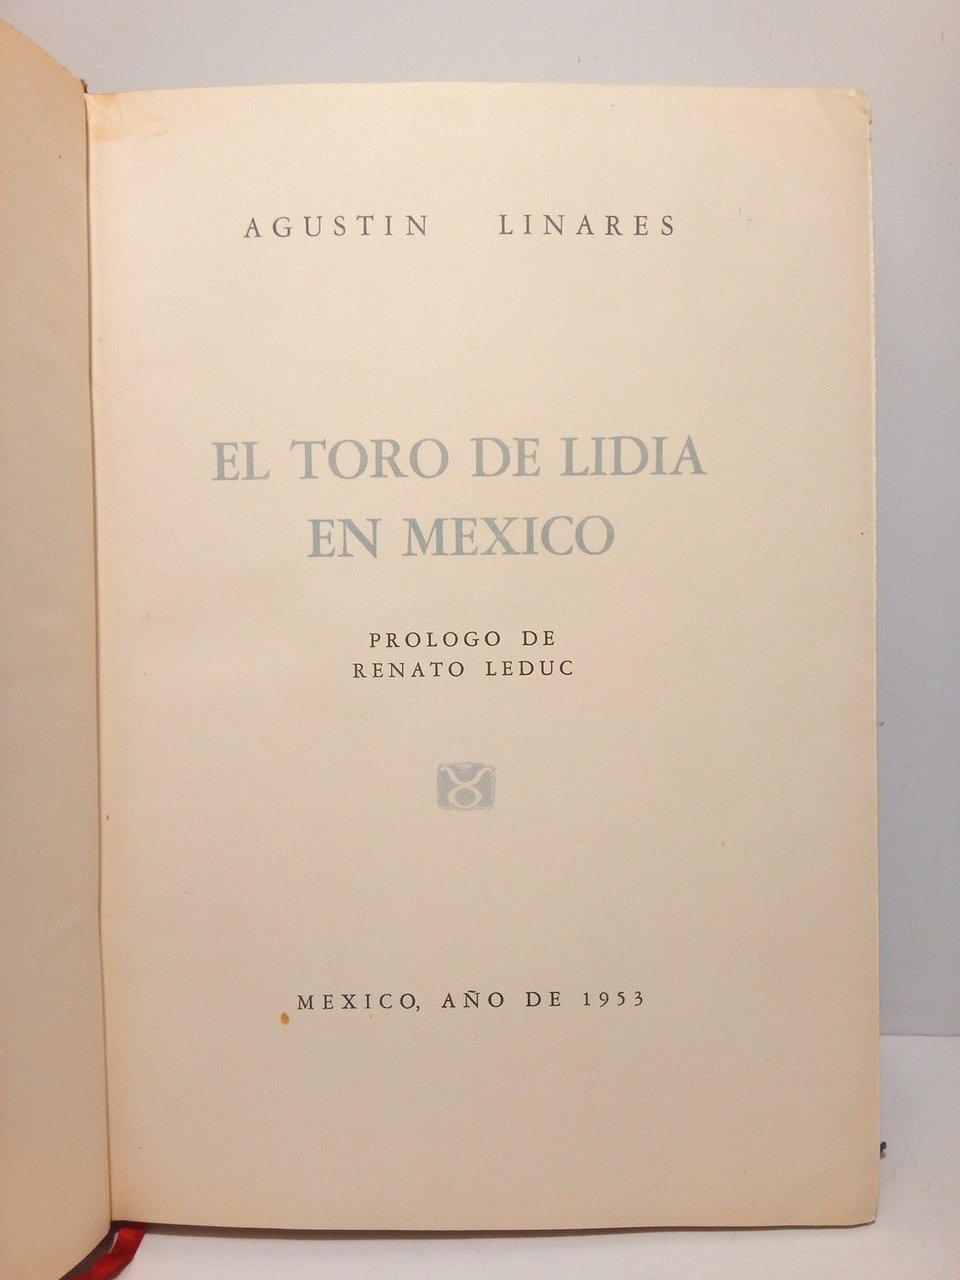 AGUSTIN LINARES
EL TORO DE LIDIA
EN MEXICO
PROLOGO DE
RENATO LEDUC
MEXICO, AÑO DE 1953